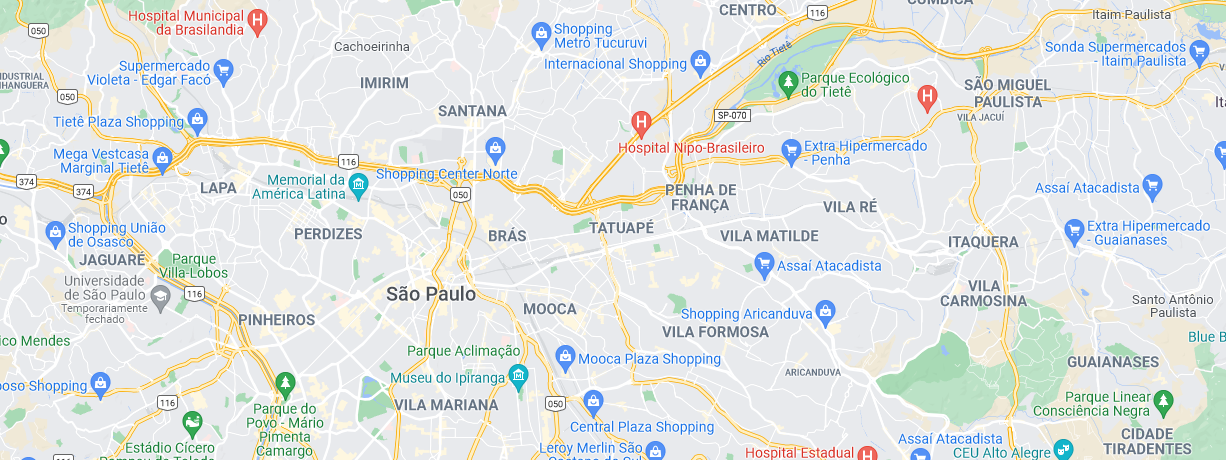 Hospital Municipal
da Brasilandia
050
Shopping
Metrô Tucuruvi
CENTRO
116
Itaim Paulista
Cachoeirinha
Supermercado
Violeta - Edgar Facó
Internacional Shopping
Rio Tietê
Sonda Supermercados
- Itaim Paulista
INDUSTRIAL
IMIRIM
Parque Ecológico
do Tietê
SÃO MIGUEL
PAULISTA
050
SANTANA
SP-070
VILA JACUÍ
Tietê Plaza Shopping
Hospital Nipo-Brasileiro
Extra Hipermercado
- Penha
Mega Vestcasa
Marginal Tietê
116
Shopping Center Norte
374
374
LAPA
Memorial da
América Latina
050
PENHA DE
FRANÇA
Assaí Atacadista
VILA RÉ
Shopping União
de Osasco
PERDIZES
BRÁS
TATUAPÉ
VILA MATILDE
Extra Hipermercado
- Guaianases
ITAQUERA
JAGUARÉ
Parque
Villa-Lobos
Assaí Atacadista
Universidade
de São Paulo
Temporariamente
fechado
116
São Paulo
VILA
CARMOSINA
Santo Antônio
Paulista
MOOCA
Shopping Aricanduva
PINHEIROS
VILA FORMOSA
ico Mendes
Blue B
Parque Aclimação
Mooca Plaza Shopping
GUAIANASES
Museu do Ipiranga
ARICANDUVA
oso Shopping
116
VILA MARIANA
050
Parque do
Povo - Mário
Pimenta
Camargo
Central Plaza Shopping
Parque Linear
Consciência Negra
CIDADE
TIRADENTES
Estádio Cícero
Leroy Merlin São
Hospital Estadual
Assaí Atacadista
CEU Alto Alegre